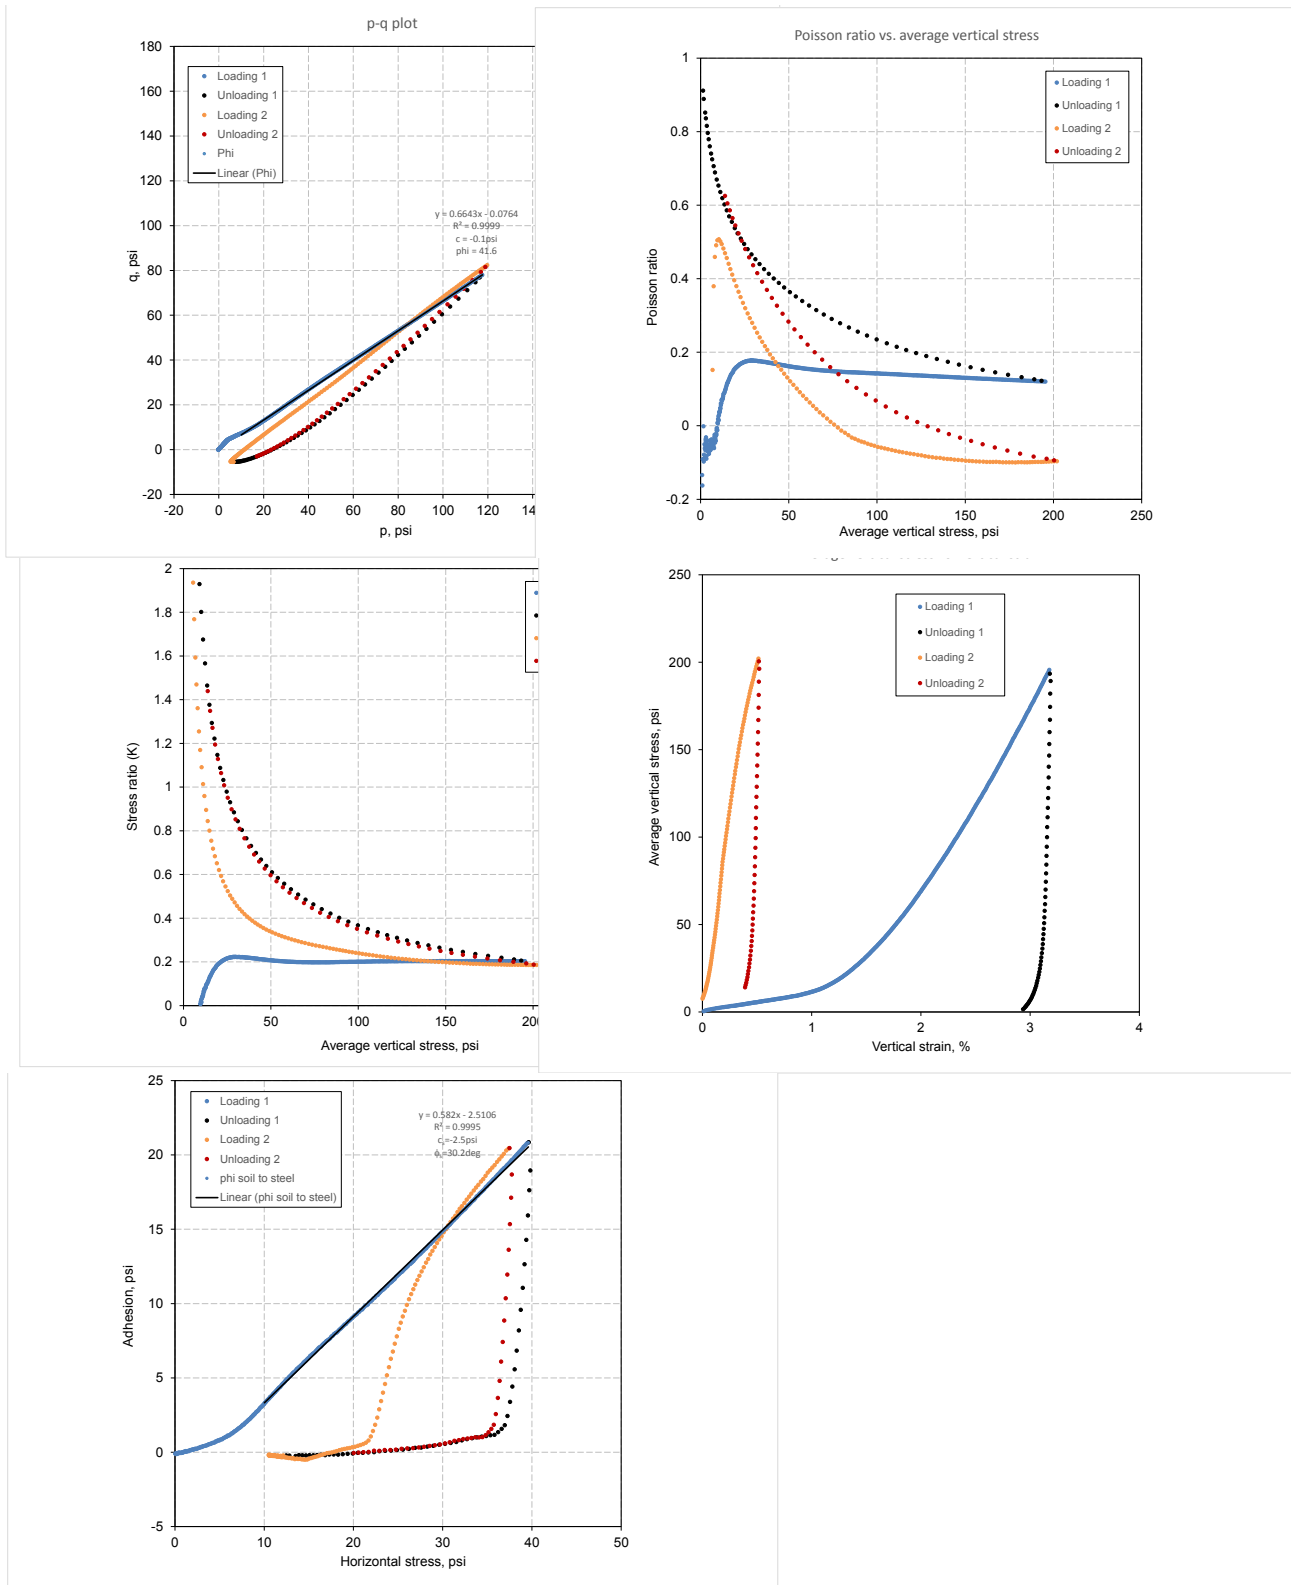 p-q plot
180
160
140
120
100
80
60
40
20
0
-20
-20
0
20
40
60
80
100
120
q, psi
p, psi
Loading 1
Unloading 1
Loading 2
Unloading 2
Phi
Linear (Phi)
y = 0.6643x - 0.0764
R² = 0.9999
c = -0.1psi
phi = 41.6
Poisson ratio vs. average vertical stress
1
0.8
0.6
0.4
0.2
0
-0.2
0
50
100
150
200
250
Poisson ratio
Average vertical stress, psi
Loading 1
Unloading 1
Loading 2
Unloading 2
2
1.8
1.6
1.4
1.2
1
0.8
0.6
0.4
0.2
0
0
50
100
150
Stress ratio (K)
Average vertical stress, psi
250
200
150
100
50
0
0
1
2
3
4
Average vertical stress, psi
Vertical strain, %
Loading 1
Unloading 1
Loading 2
Unloading 2
25
20
15
10
5
0
-5
0
10
20
30
40
50
Adhesion, psi
Horizontal stress, psi
Loading 1
Unloading 1
Loading 2
Unloading 2
phi soil to steel
Linear (phi soil to steel)
y = 0.582x - 2.5106
R² = 0.9995